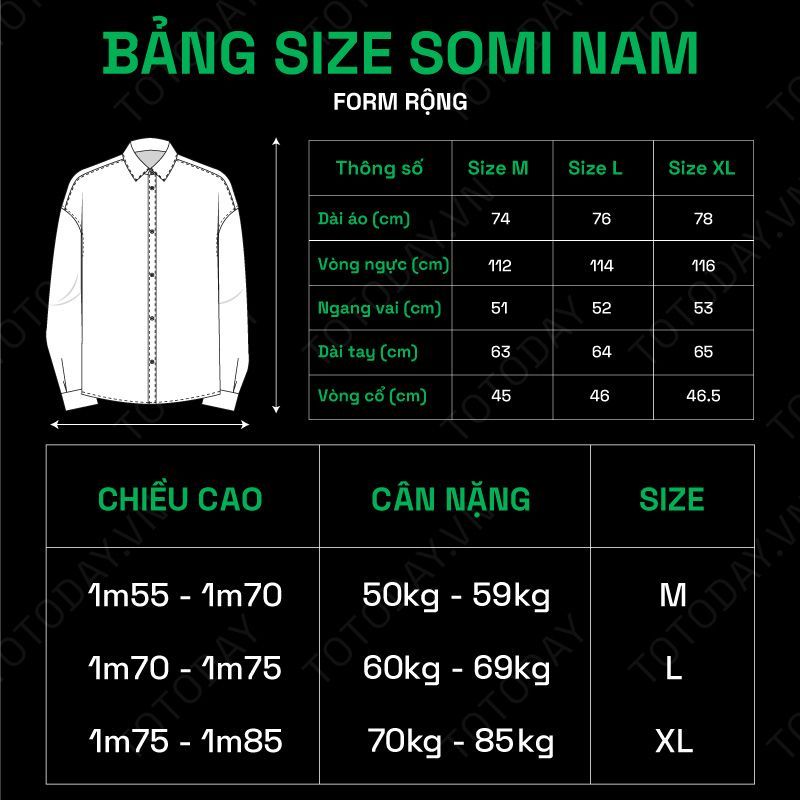 BẢNG SIZE SOMI NAM
FORM RỘNG
Thông số Size M Size L Size XL
Dài áo (cm) 74 76 78
Vòng ngực (cm) 112 114 116
Ngang vai (cm) 51 52 53
Dài tay (cm) 63 64 65
Vòng cổ (cm) 45 46 46.5
CHIỀU CAO CÂN NẶNG SIZE
1m55 - 1m70 50kg - 59kg M
1m70 - 1m75 60kg - 69kg L
1m75 - 1m85 70kg - 85kg XL
TOTODAY.VN